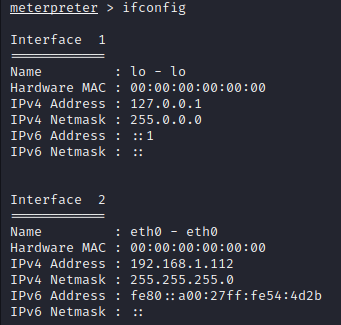 meterpreter > ifconfig
Interface  1
============
Name         : lo - lo
Hardware MAC : 00:00:00:00:00:00
IPv4 Address : 127.0.0.1
IPv4 Netmask : 255.0.0.0
IPv6 Address : ::1
IPv6 Netmask : ::
Interface  2
============
Name         : eth0 - eth0
Hardware MAC : 00:00:00:00:00:00
IPv4 Address : 192.168.1.112
IPv4 Netmask : 255.255.255.0
IPv6 Address : fe80::a00:27ff:fe54:4d2b
IPv6 Netmask : ::